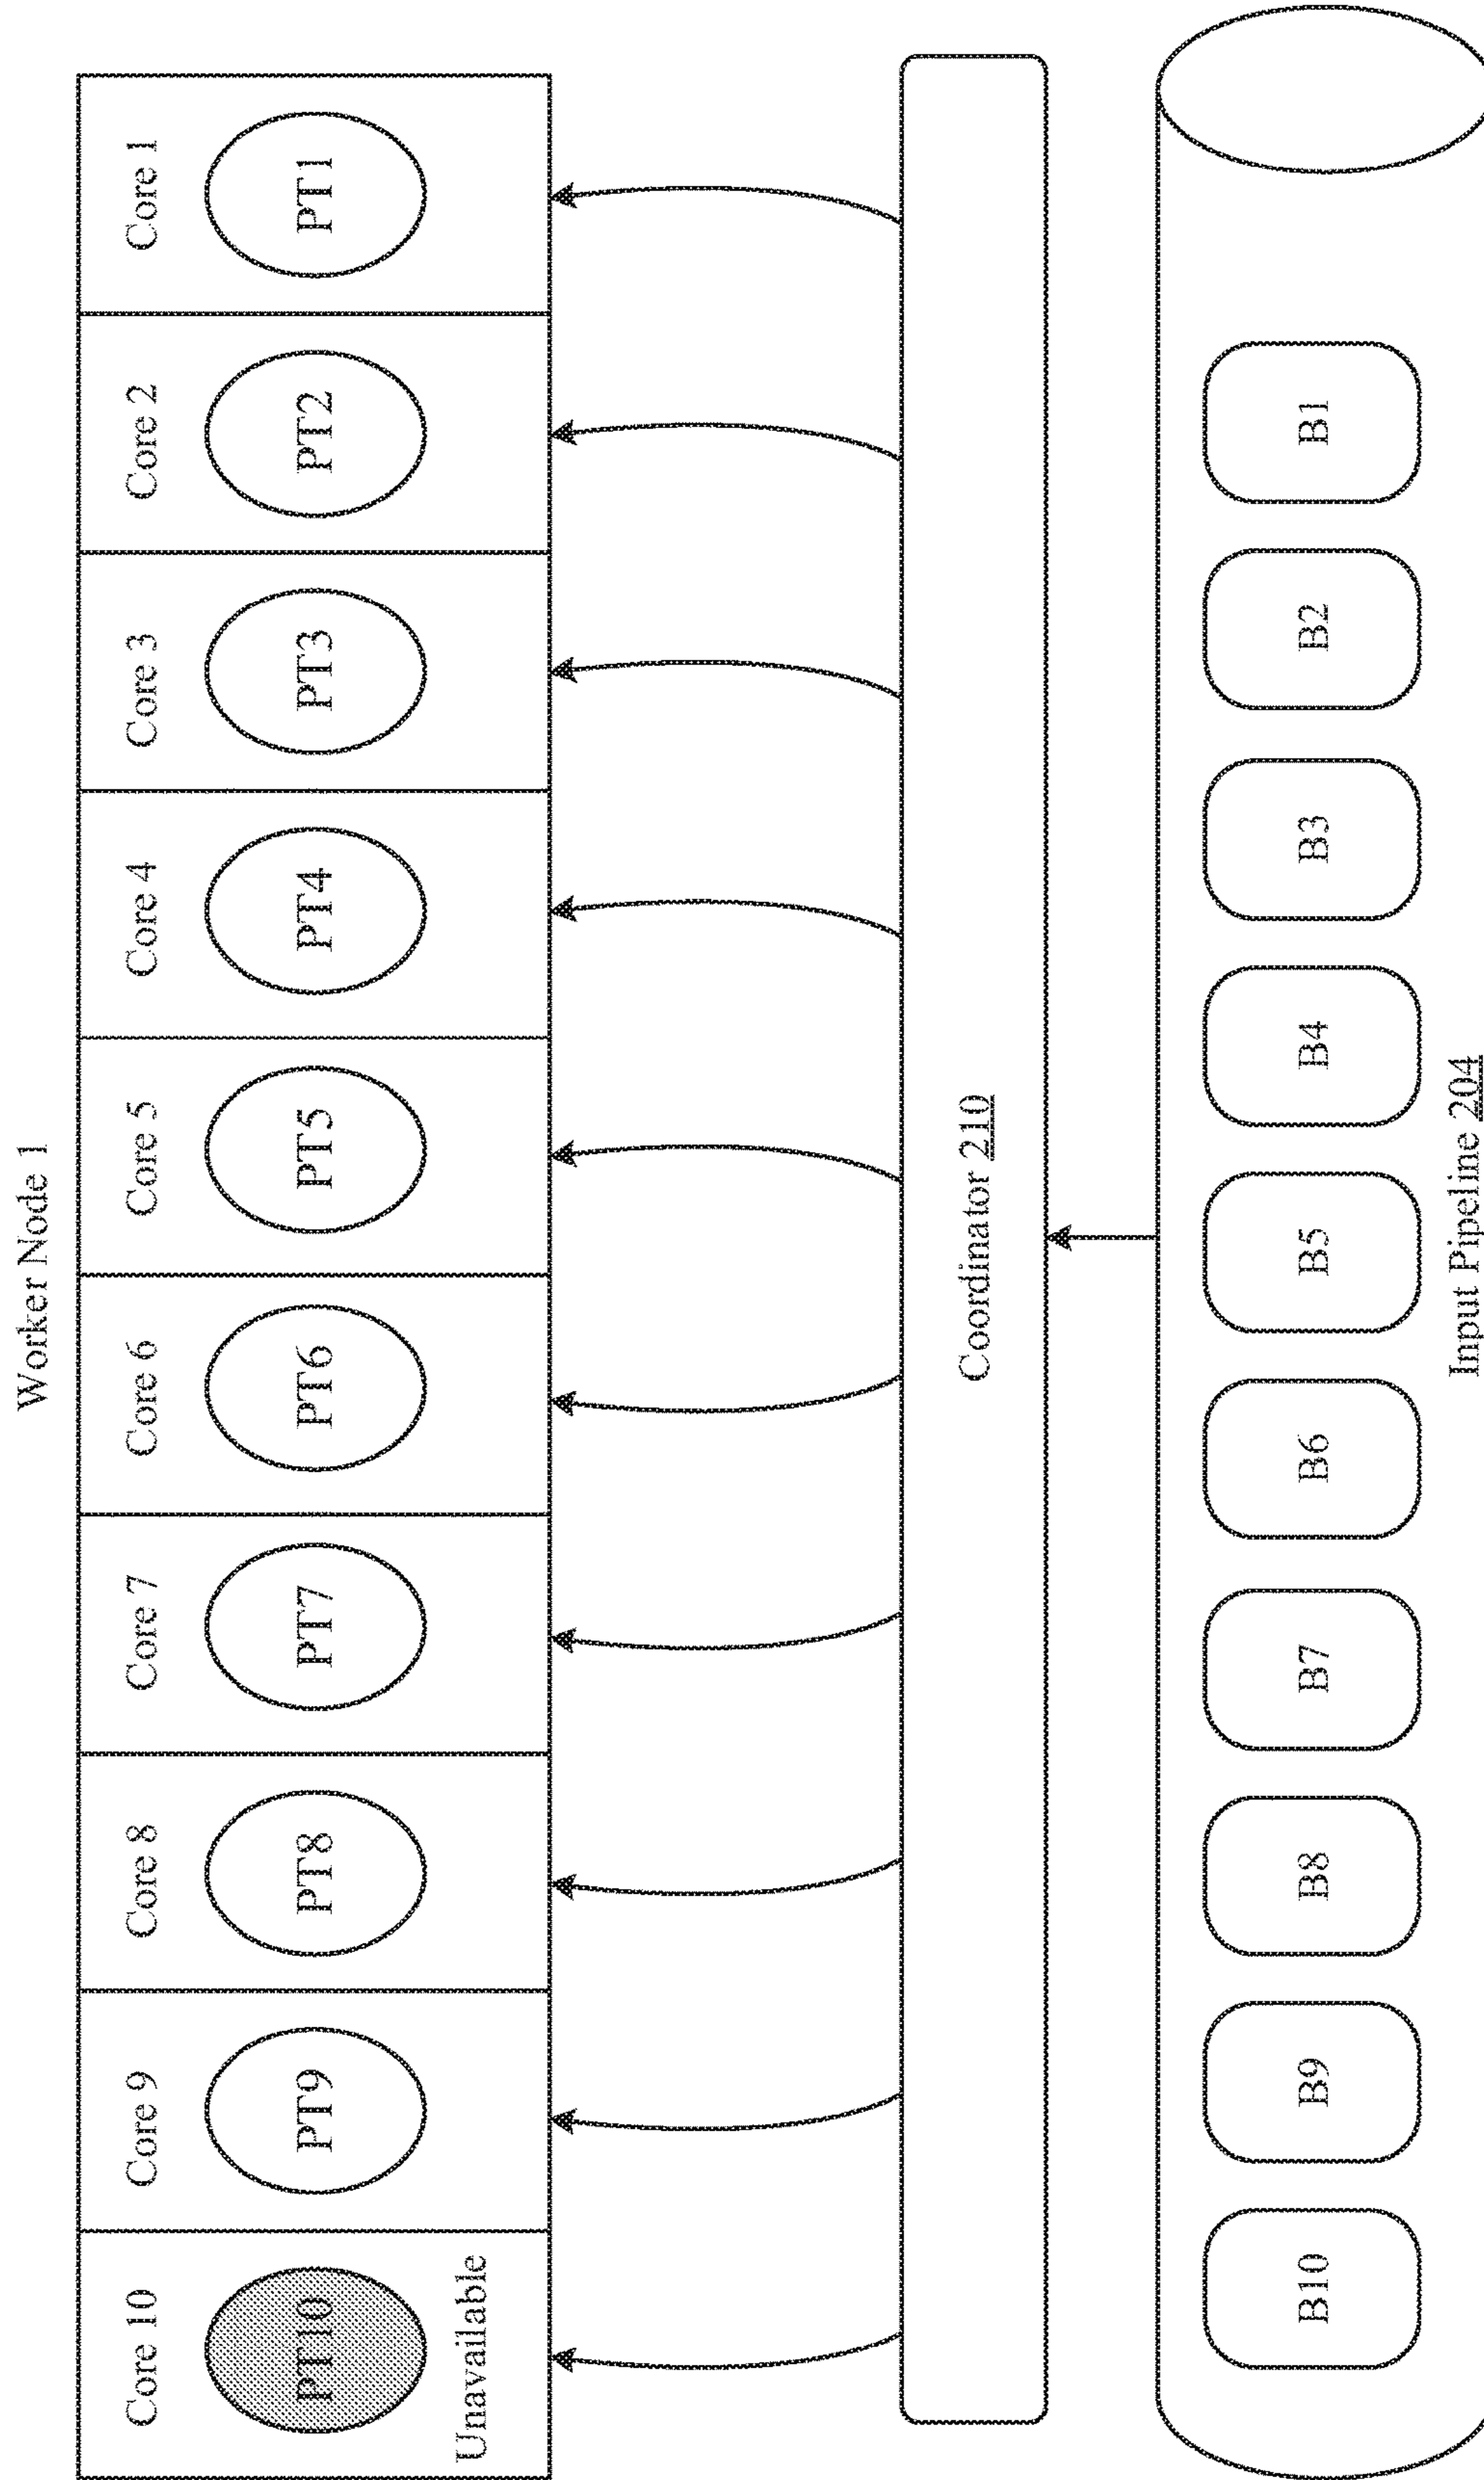 Worker Node 1
Core 10
Core 9
Core 8
Core 7
Core 6
Core 5
Core 4
Core 3
Core 2
Core 1
PT10
PT9
PT8
PT7
PT6
PT5
PT4
PT3
PT2
PT1
Unavailable
Coordinator 210
B10
B9
B8
B7
B6
B5
B4
B3
B2
B1
Input Pipeline 204